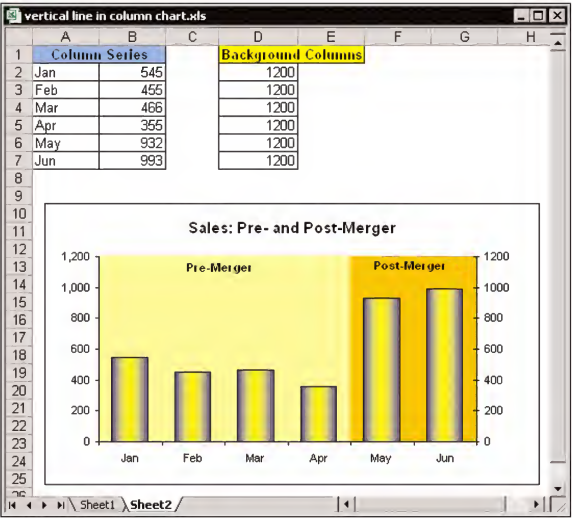 vertical line in column chart.xls
A B C D E F G H
1 Column Series Background Columns
2 Jan 545 1200
3 Feb 455 1200
4 Mar 466 1200
5 Apr 355 1200
6 May 932 1200
7 Jun 993 1200
8
9
10
11
12
13
14
15
16
17
18
19
20
21
22
23
24
25
26
Sales: Pre- and Post-Merger
Pre-Merger Post-Merger
1,200 1200
1,000 1000
800 800
600 600
400 400
200 200
0 0
Jan Feb Mar Apr May Jun
Sheet1 Sheet2